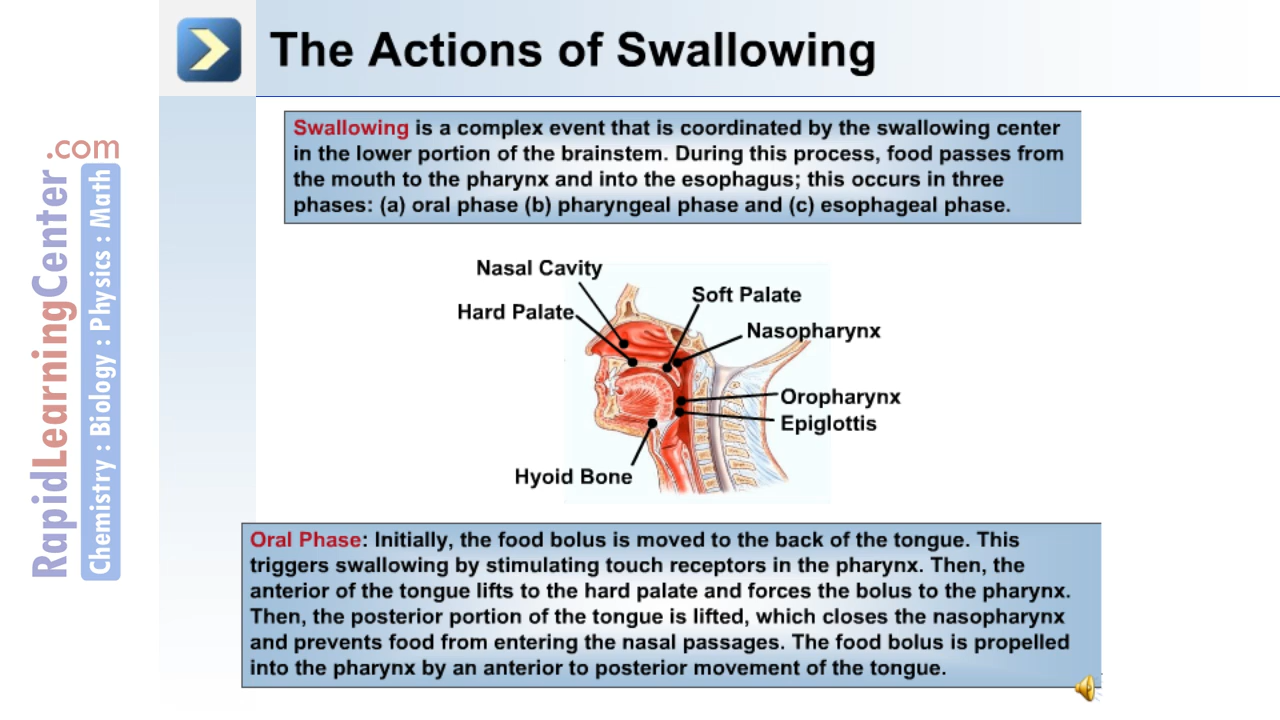 The Actions of Swallowing
RapidLearningCenter.com
Chemistry : Biology : Physics : Math
Swallowing is a complex event that is coordinated by the swallowing center
in the lower portion of the brainstem. During this process, food passes from
the mouth to the pharynx and into the esophagus; this occurs in three
phases: (a) oral phase (b) pharyngeal phase and (c) esophageal phase.
Nasal Cavity
Soft Palate
Hard Palate
Nasopharynx
Oropharynx
Epiglottis
Hyoid Bone
Oral Phase: Initially, the food bolus is moved to the back of the tongue. This
triggers swallowing by stimulating touch receptors in the pharynx. Then, the
anterior of the tongue lifts to the hard palate and forces the bolus to the pharynx.
Then, the posterior portion of the tongue is lifted, which closes the nasopharynx
and prevents food from entering the nasal passages. The food bolus is propelled
into the pharynx by an anterior to posterior movement of the tongue.